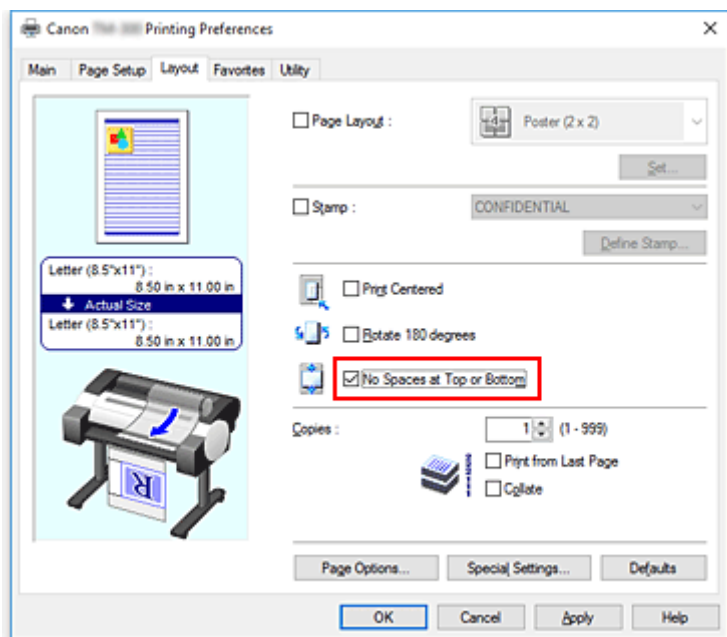 Canon Printing Preferences
Main Page Setup Layout Favorites Utility
Page Layout :
4
Poster (2 x 2)
Set...
Stamp :
CONFIDENTIAL
Define Stamp...
Letter (8.5"x11") :
8.50 in x 11.00 in
Actual Size
Letter (8.5"x11") :
8.50 in x 11.00 in
Print Centered
Rotate 180 degrees
No Spaces at Top or Bottom
R
Copies :
1 (1 - 999)
Print from Last Page
Collate
Page Options... Special Settings... Defaults
OK Cancel Apply Help